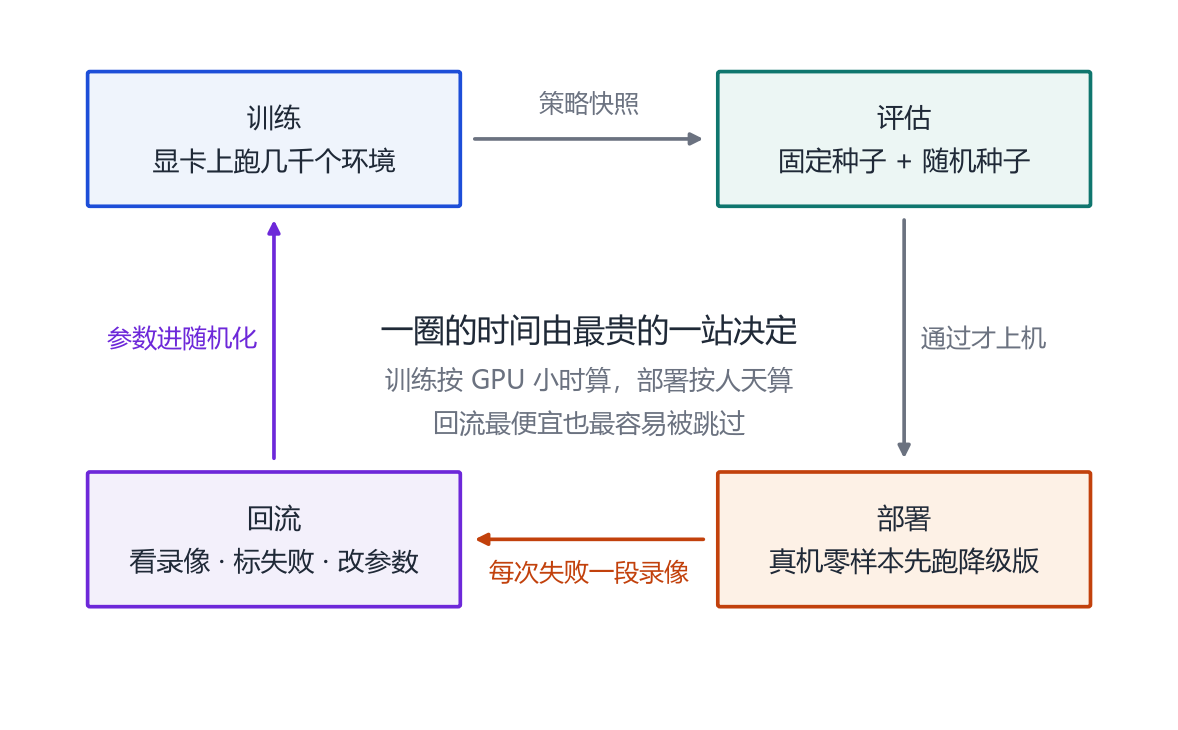 训练
显卡上跑几千个环境
策略快照
评估
固定种子 + 随机种子
参数进随机化
一圈的时间由最贵的一站决定
训练按 GPU 小时算，部署按人天算
回流最便宜也最容易被跳过
通过才上机
回流
看录像 · 标失败 · 改参数
每次失败一段录像
部署
真机零样本先跑降级版